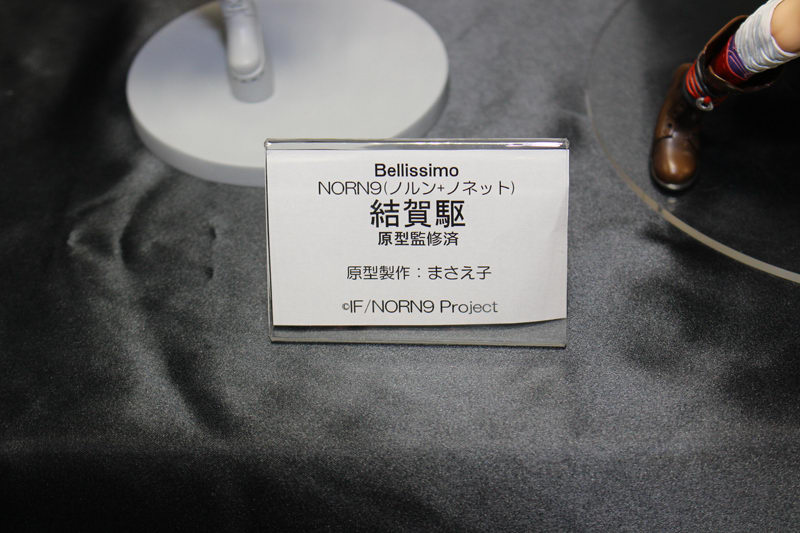 Bellissimo
NORN9(ノルン+ノネット)
結賀駆
原型監修済
原型製作：まさえ子
©IF/NORN9 Project